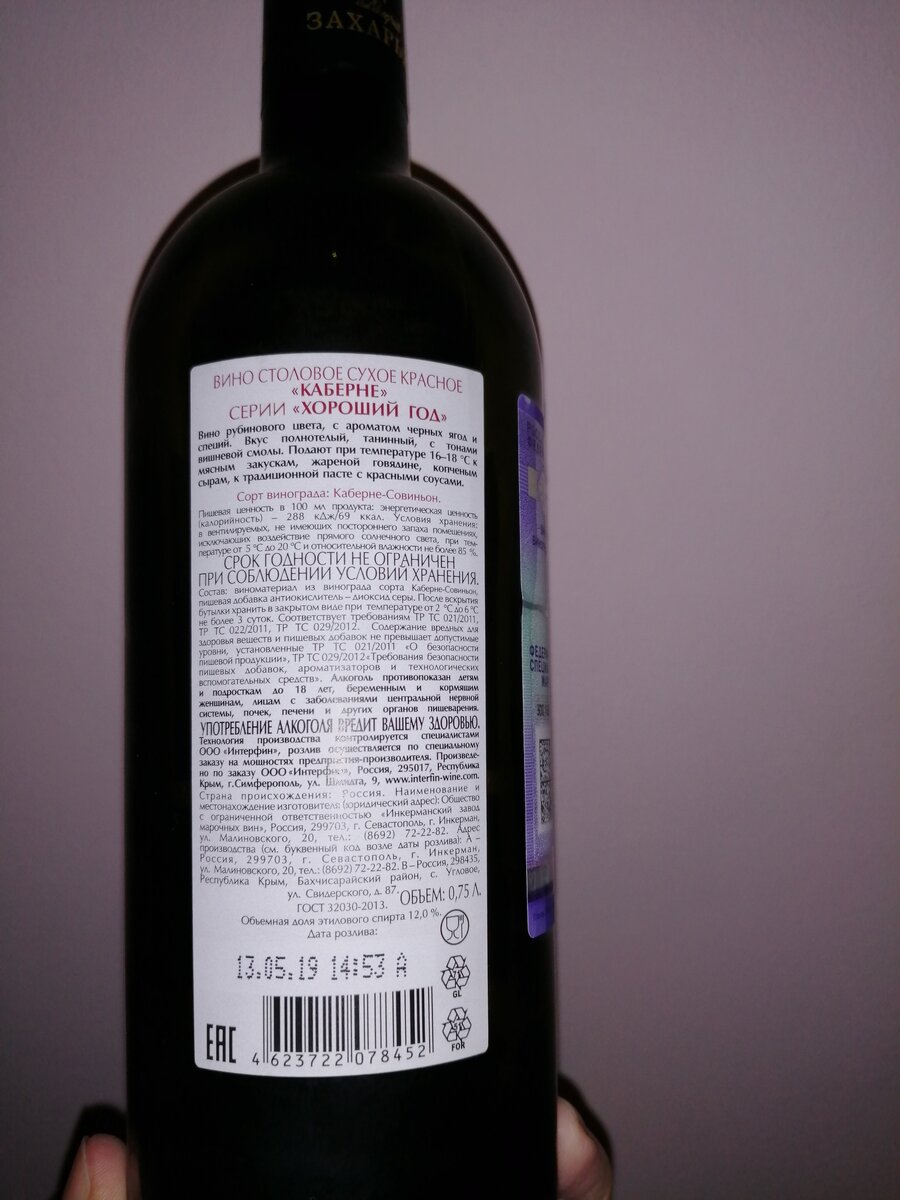 ЗАХАРЬ
ВИНО СТОЛОВОЕ СУХОЕ КРАСНОЕ
«КАБЕРНЕ»
СЕРИИ «ХОРОШИЙ ГОД»
Вино рубинового цвета, с ароматом черных ягод и
специй. Вкус полнотелый, танинный, с тонами
вишневой смолы. Подают при температуре 16–18 °С к
мясным закускам, жареной говядине, копченым
сырам, к традиционной пасте с красными соусами.
Сорт винограда: Каберне-Совиньон.
Пищевая ценность в 100 мл продукта: энергетическая ценность
(калорийность) – 288 кДж/69 ккал. Условия хранения:
в вентилируемых, не имеющих постороннего запаха помещениях,
исключающих воздействие прямого солнечного света, при тем-
пературе от 5 °С до 20 °С и относительной влажности не более 85 %.
СРОК ГОДНОСТИ НЕ ОГРАНИЧЕН
ПРИ СОБЛЮДЕНИИ УСЛОВИЙ ХРАНЕНИЯ.
Состав: виноматериал из винограда сорта Каберне-Совиньон,
пищевая добавка антиокислитель – диоксид серы. После вскрытия
бутылки хранить в закрытом виде при температуре от 2 °С до 6 °С
не более 3 суток. Соответствует требованиям ТР ТС 021/2011,
ТР ТС 022/2011, ТР ТС 029/2012. Содержание вредных для
здоровья веществ и пищевых добавок не превышает допустимые
уровни, установленные ТР ТС 021/2011 «О безопасности
пищевой продукции», ТР ТС 029/2012 «Требования безопасности
пищевых добавок, ароматизаторов и технологических
вспомогательных средств». Алкоголь противопоказан детям
и подросткам до 18 лет, беременным и кормящим
женщинам, лицам с заболеваниями центральной нервной
системы, почек, печени и других органов пищеварения.
УПОТРЕБЛЕНИЕ АЛКОГОЛЯ ВРЕДИТ ВАШЕМУ ЗДОРОВЬЮ.
Технология производства контролируется специалистами
ООО «Интерфин», розлив осуществляется по специальному
заказу на мощностях предприятия-производителя. Произведе-
но по заказу ООО «Интерфин», Россия, 295017, Республика
Крым, г.Симферополь, ул. Шмидта, 9, www.interfin-wine.com.
Страна происхождения: Россия. Наименование и
местонахождение изготовителя (юридический адрес): Общество
с ограниченной ответственностью «Инкерманский завод
марочных вин», Россия, 299703, г. Севастополь, г. Инкерман,
ул. Малиновского, 20, тел.: (8692) 72-22-82. Адрес
производства (см. буквенный код возле даты розлива): А –
Россия, 299703, г. Севастополь, г. Инкерман,
ул. Малиновского, 20, тел.: (8692) 72-22-82. В – Россия, 298435,
Республика Крым, Бахчисарайский район, с. Угловое,
ул. Свидерского, д. 87.
ОБЪЕМ: 0,75 Л.
ГОСТ 32030-2013.
Объемная доля этилового спирта 12,0 %.
Дата розлива:
13.05.19 14:53 А
GL
FOR
EAC
4 623722 078452